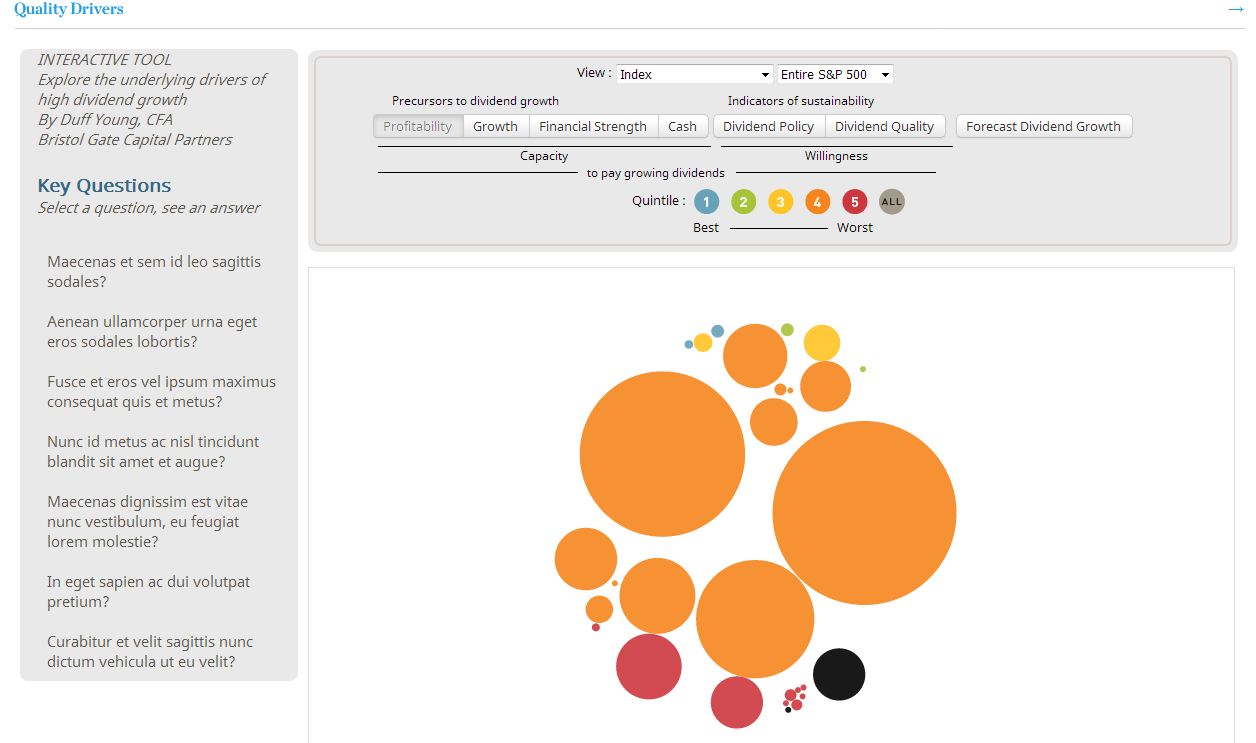 Quality Drivers
→
INTERACTIVE TOOL
Explore the underlying drivers of
high dividend growth
By Duff Young, CFA
Bristol Gate Capital Partners
Key Questions
Select a question, see an answer
Maecenas et sem id leo sagittis
sodales?
Aenean ullamcorper urna eget
eros sodales lobortis?
Fusce et eros vel ipsum maximus
consequat quis et metus?
Nunc id metus ac nisl tincidunt
blandit sit amet et augue?
Maecenas dignissim est vitae
nunc vestibulum, eu feugiat
lorem molestie?
In eget sapien ac dui volutpat
pretium?
Curabitur et velit sagittis nunc
dictum vehicula ut eu velit?
View : Index Entire S&P 500
Precursors to dividend growth Indicators of sustainability
Profitability Growth Financial Strength Cash Dividend Policy Dividend Quality Forecast Dividend Growth
Capacity Willingness
to pay growing dividends
Quintile : 1 2 3 4 5 ALL
Best Worst